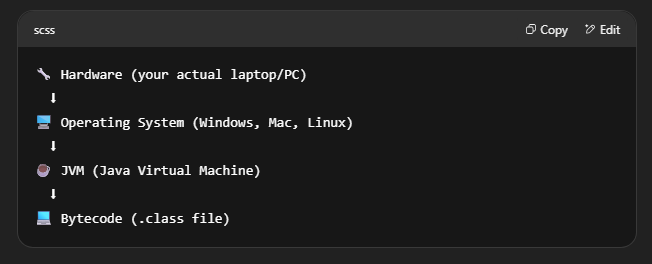 scss
Copy
Edit
🔧 Hardware (your actual laptop/PC)
⬇
🖥️ Operating System (Windows, Mac, Linux)
⬇
☕ JVM (Java Virtual Machine)
⬇
💻 Bytecode (.class file)